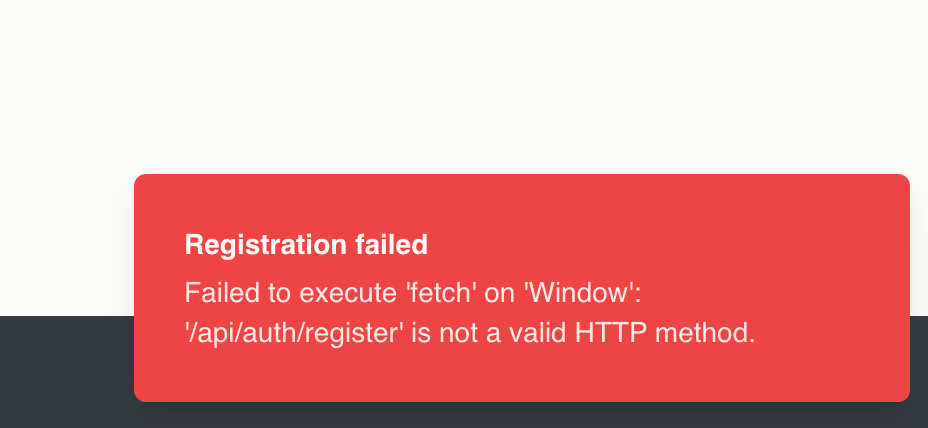 Registration failed
Failed to execute 'fetch' on 'Window':
'/api/auth/register' is not a valid HTTP method.